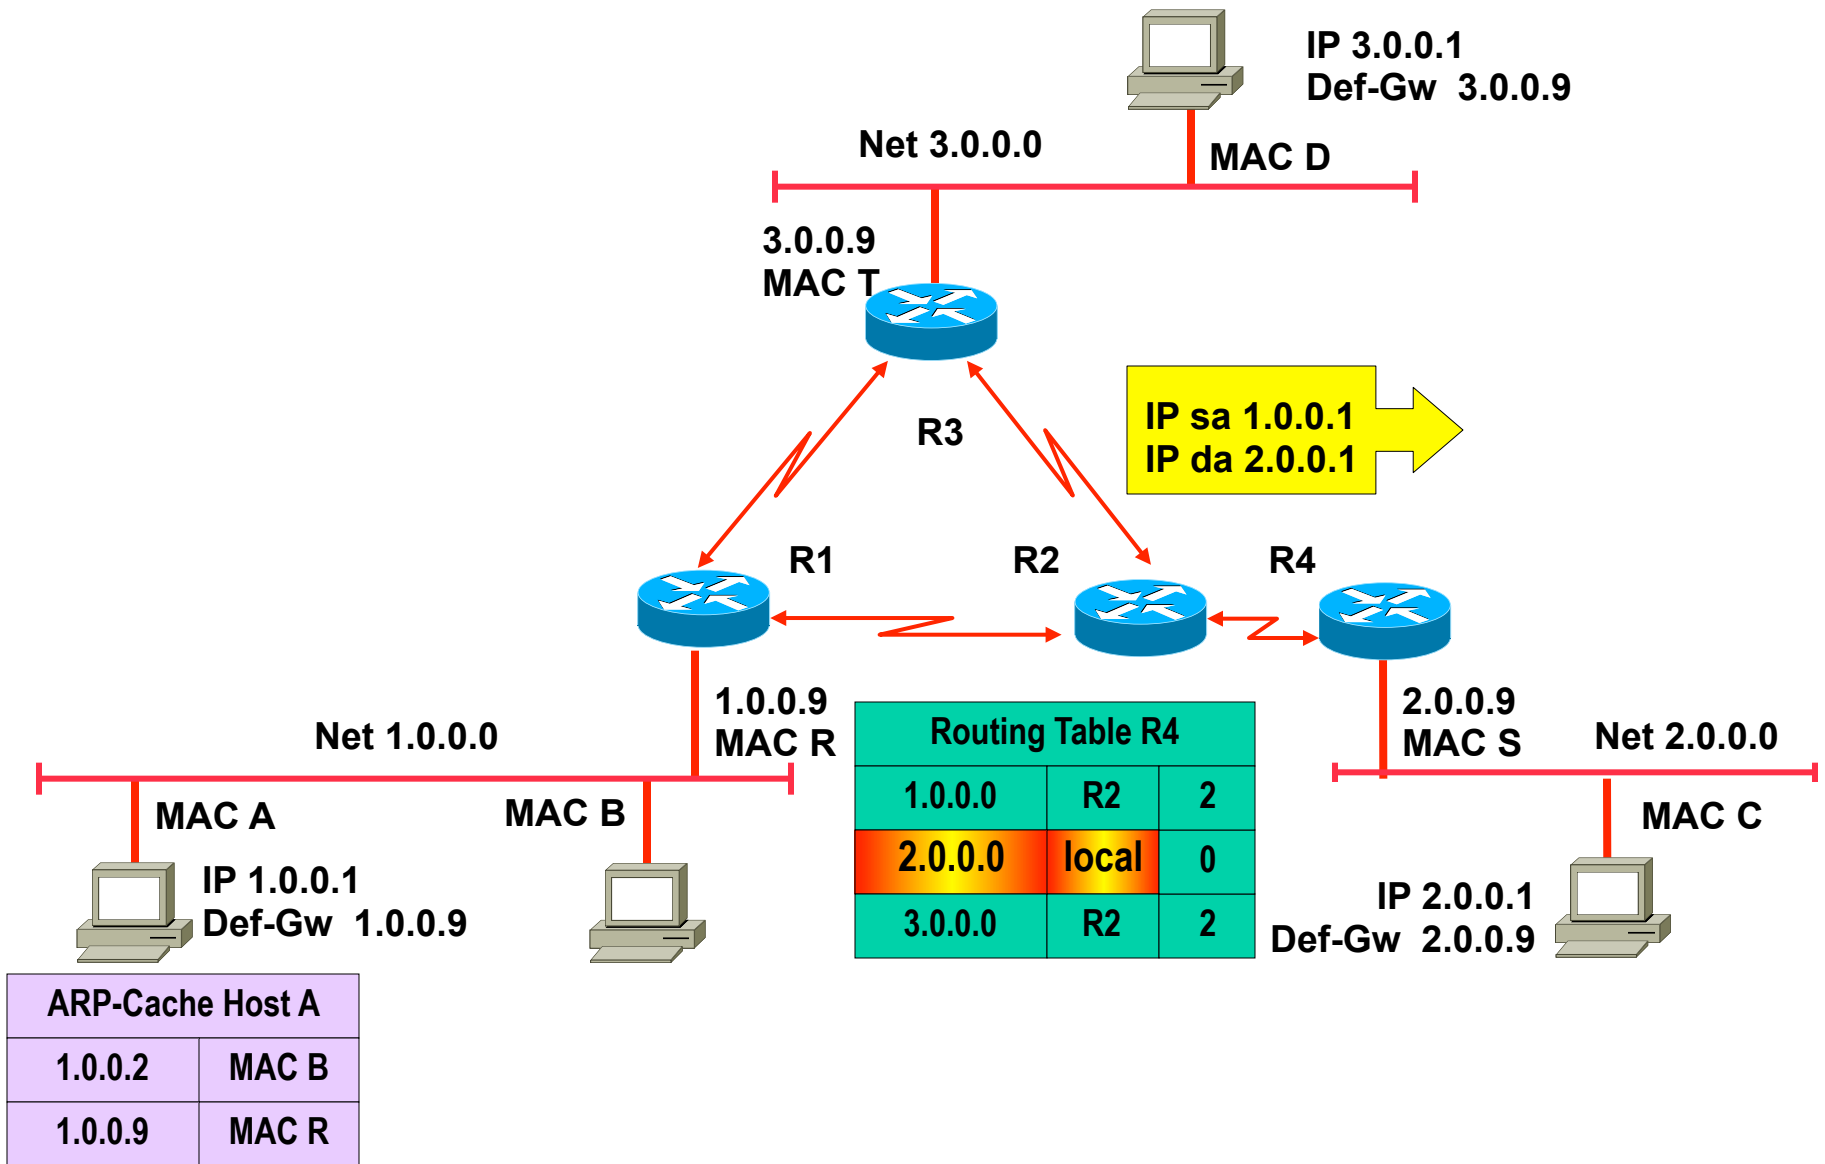 IP 3.0.0.1
Def-Gw 3.0.0.9
Net 3.0.0.0
MAC D
3.0.0.9
MAC T
R3
IP sa 1.0.0.1
IP da 2.0.0.1
R1
R2
R4
1.0.0.9
MAC R
Net 1.0.0.0
MAC A
MAC B
IP 1.0.0.1
Def-Gw 1.0.0.9
Routing Table R4
1.0.0.0 R2 2
2.0.0.0 local 0
3.0.0.0 R2 2
2.0.0.9
MAC S
Net 2.0.0.0
MAC C
IP 2.0.0.1
Def-Gw 2.0.0.9
ARP-Cache Host A
1.0.0.2 MAC B
1.0.0.9 MAC R